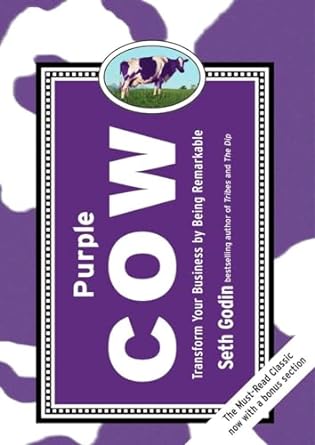 Purple
COW
Transform Your Business by Being Remarkable
Seth Godin bestselling author of Tribes and The Dip
The Must-Read Classic
now with a bonus section